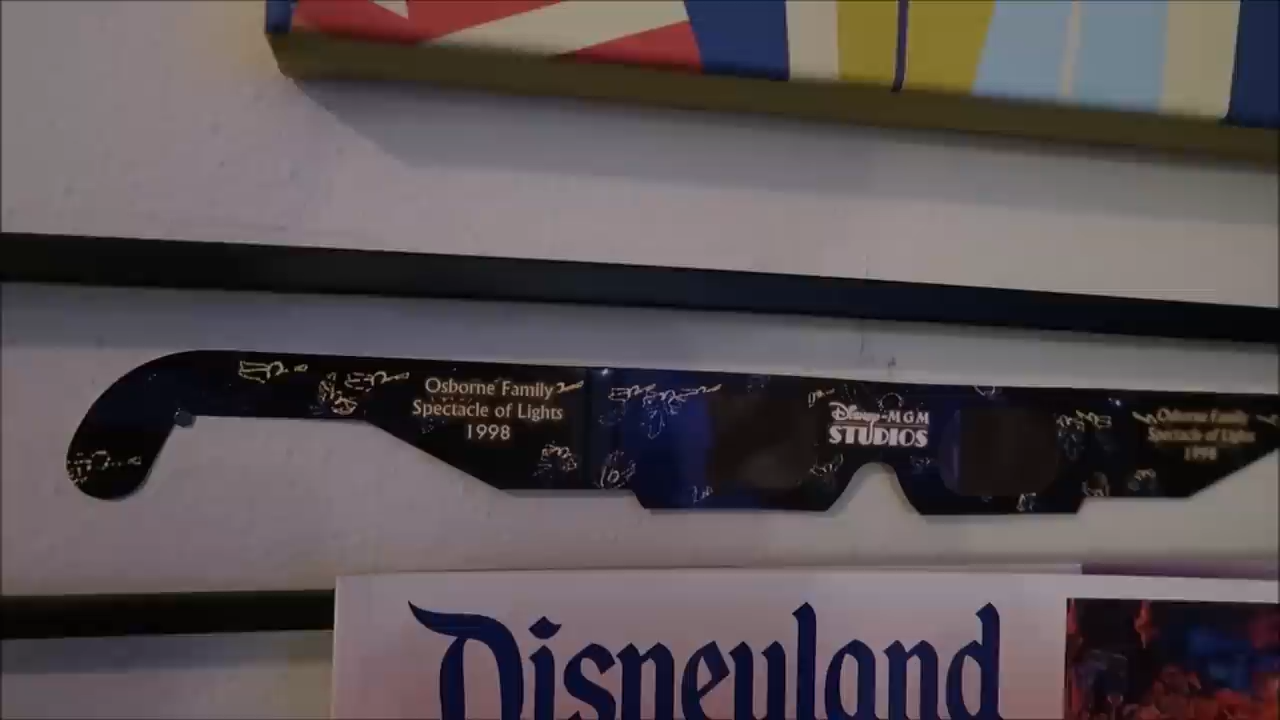 Osborne Family
Spectacle of Lights
1998
Disney-MGM
STUDIOS
Osborne Family
Spectacle of Lights
1998
Disneyland